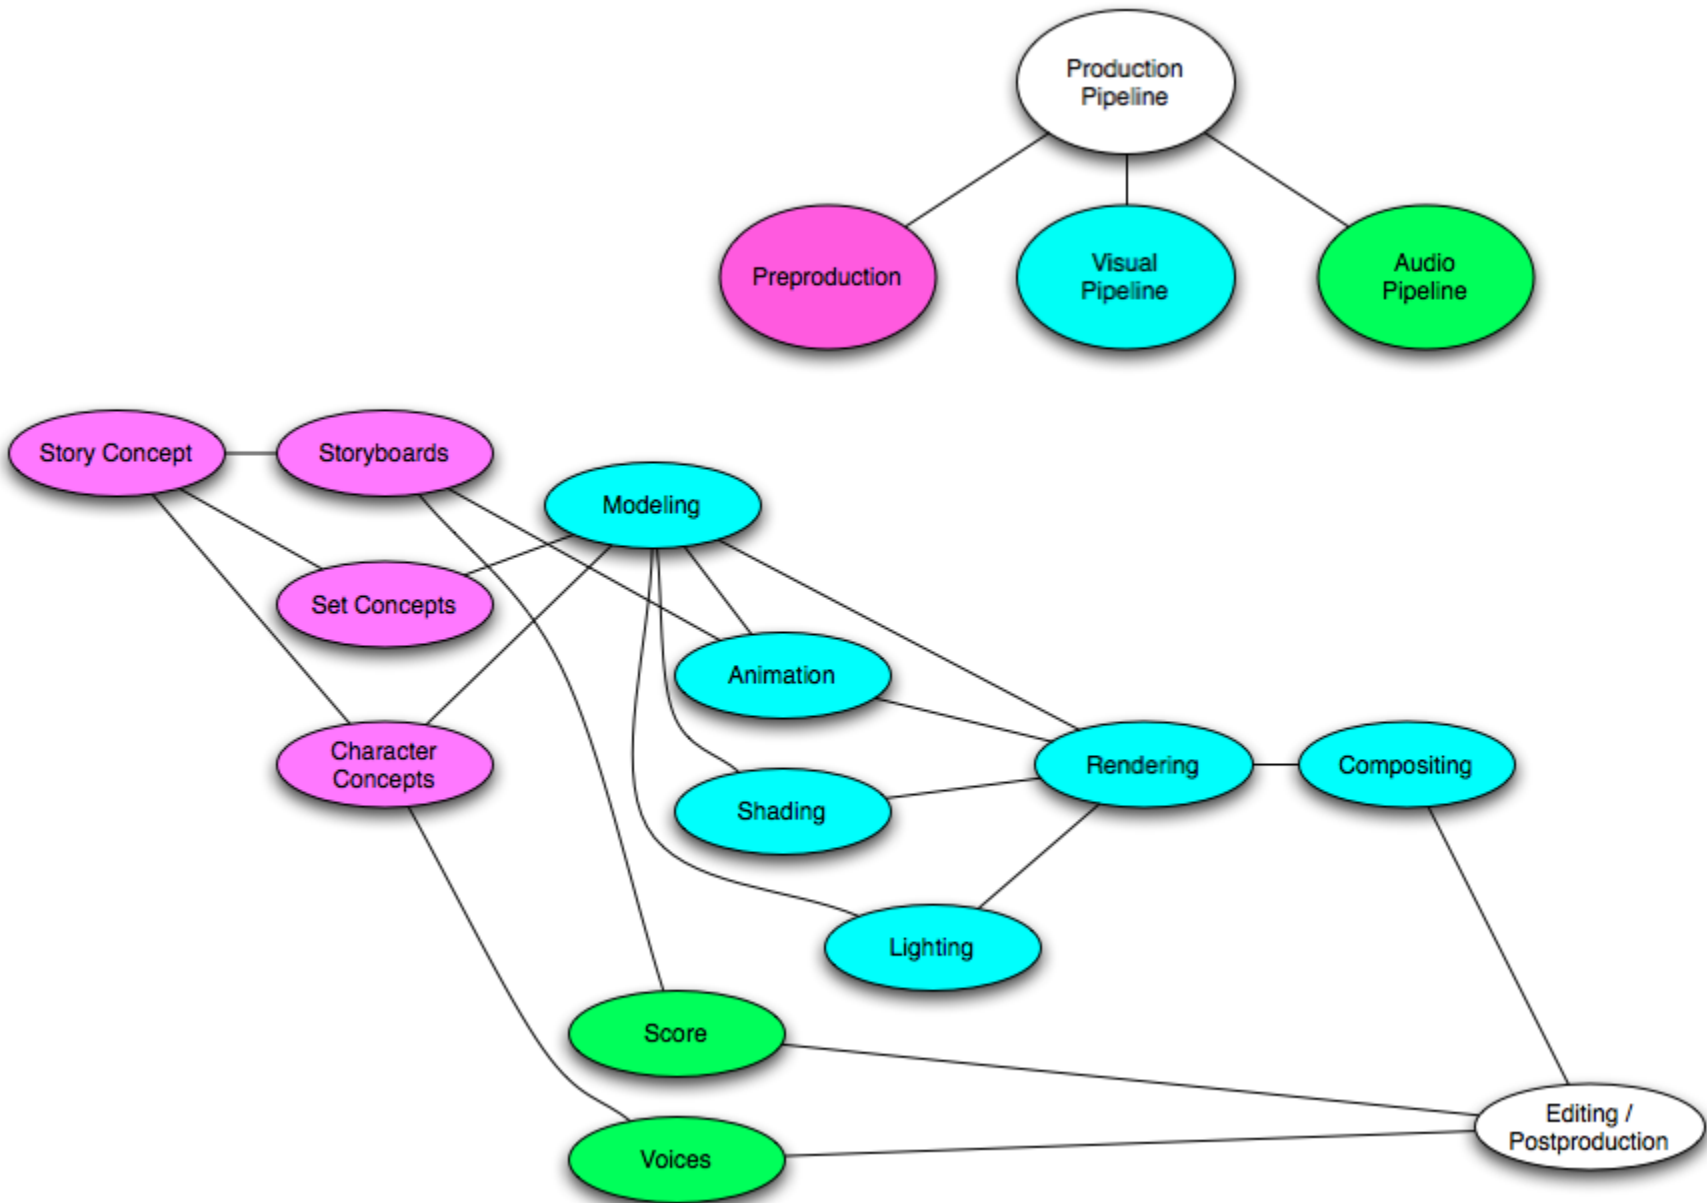 Production
Pipeline
Preproduction
Visual
Pipeline
Audio
Pipeline
Story Concept
Storyboards
Modeling
Set Concepts
Animation
Character
Concepts
Rendering
Compositing
Shading
Lighting
Score
Editing /
Postproduction
Voices